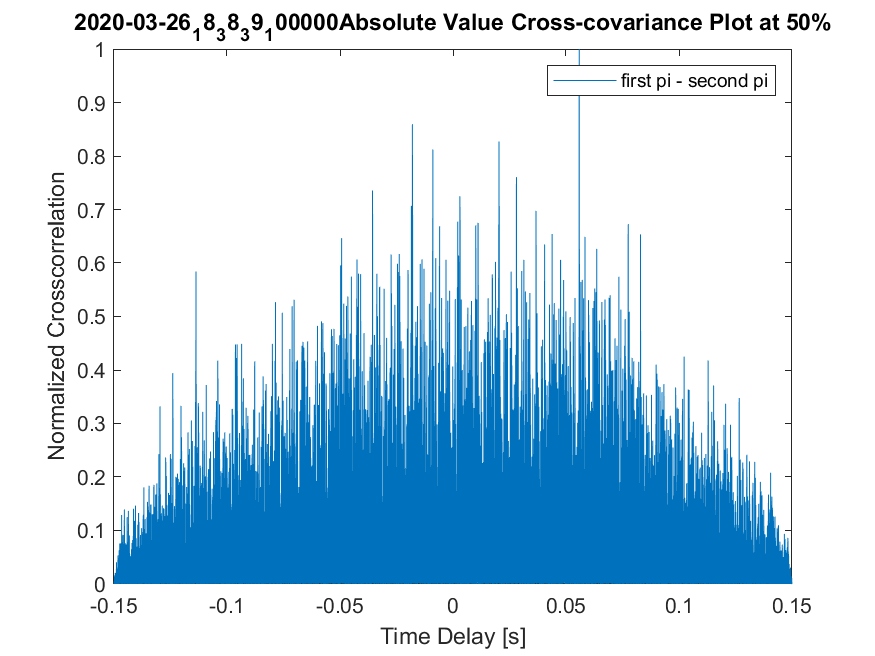 2020-03-26₁8₃8₃9₁00000Absolute Value Cross-covariance Plot at 50%
first pi - second pi
Normalized Crosscorrelation
1
0.9
0.8
0.7
0.6
0.5
0.4
0.3
0.2
0.1
0
-0.15 -0.1 -0.05 0 0.05 0.1 0.15
Time Delay [s]